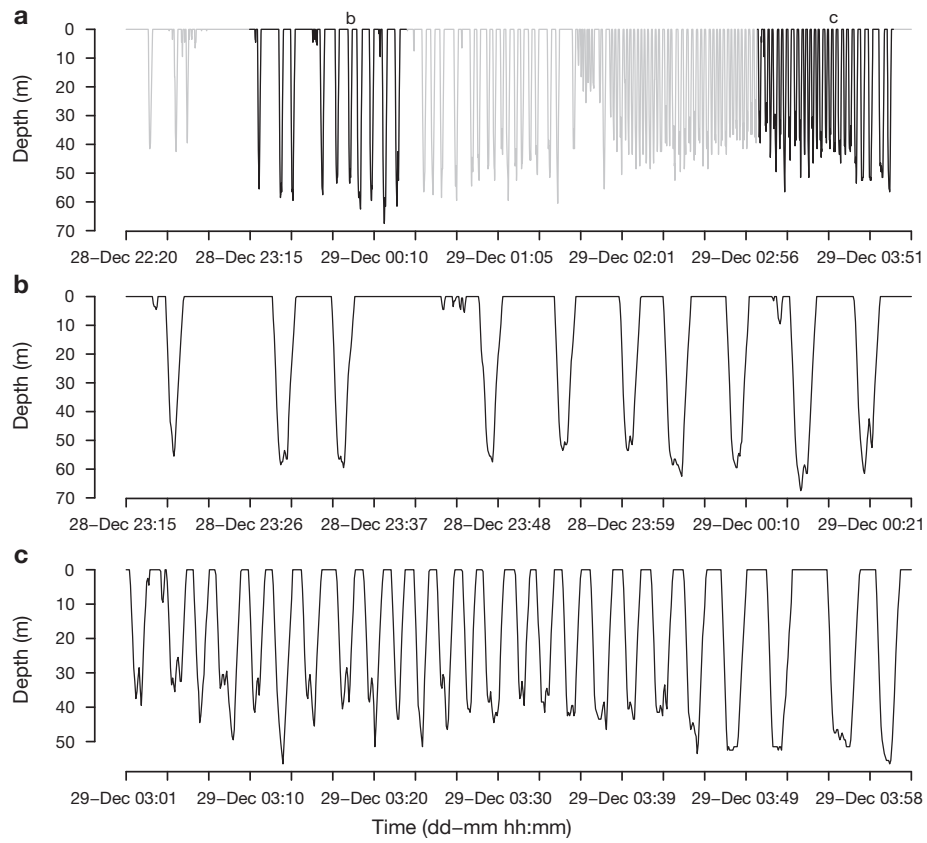 a
b
c
Depth (m)
0
10
20
30
40
50
60
70
28–Dec 22:20 28–Dec 23:15 29–Dec 00:10 29–Dec 01:05 29–Dec 02:01 29–Dec 02:56 29–Dec 03:51
b
Depth (m)
0
10
20
30
40
50
60
70
28–Dec 23:15 28–Dec 23:26 28–Dec 23:37 28–Dec 23:48 28–Dec 23:59 29–Dec 00:10 29–Dec 00:21
c
Depth (m)
0
10
20
30
40
50
29–Dec 03:01 29–Dec 03:10 29–Dec 03:20 29–Dec 03:30 29–Dec 03:39 29–Dec 03:49 29–Dec 03:58
Time (dd–mm hh:mm)